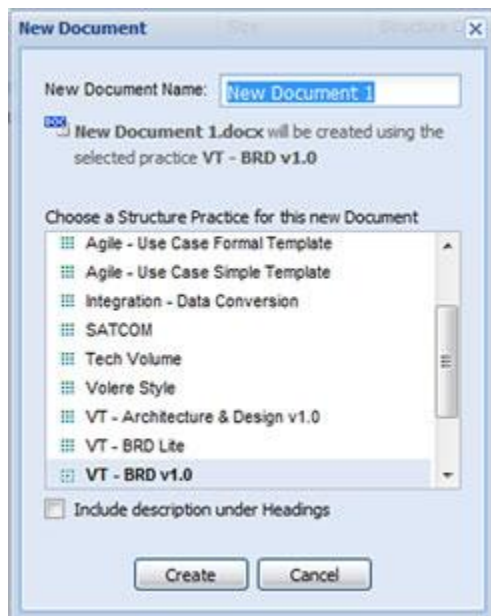 New Document
New Document Name: New Document 1
DOC New Document 1.docx will be created using the
selected practice VT - BRD v1.0
Choose a Structure Practice for this new Document
Agile - Use Case Formal Template
Agile - Use Case Simple Template
Integration - Data Conversion
SATCOM
Tech Volume
Volere Style
VT - Architecture & Design v1.0
VT - BRD Lite
VT - BRD v1.0
Include description under Headings
Create Cancel